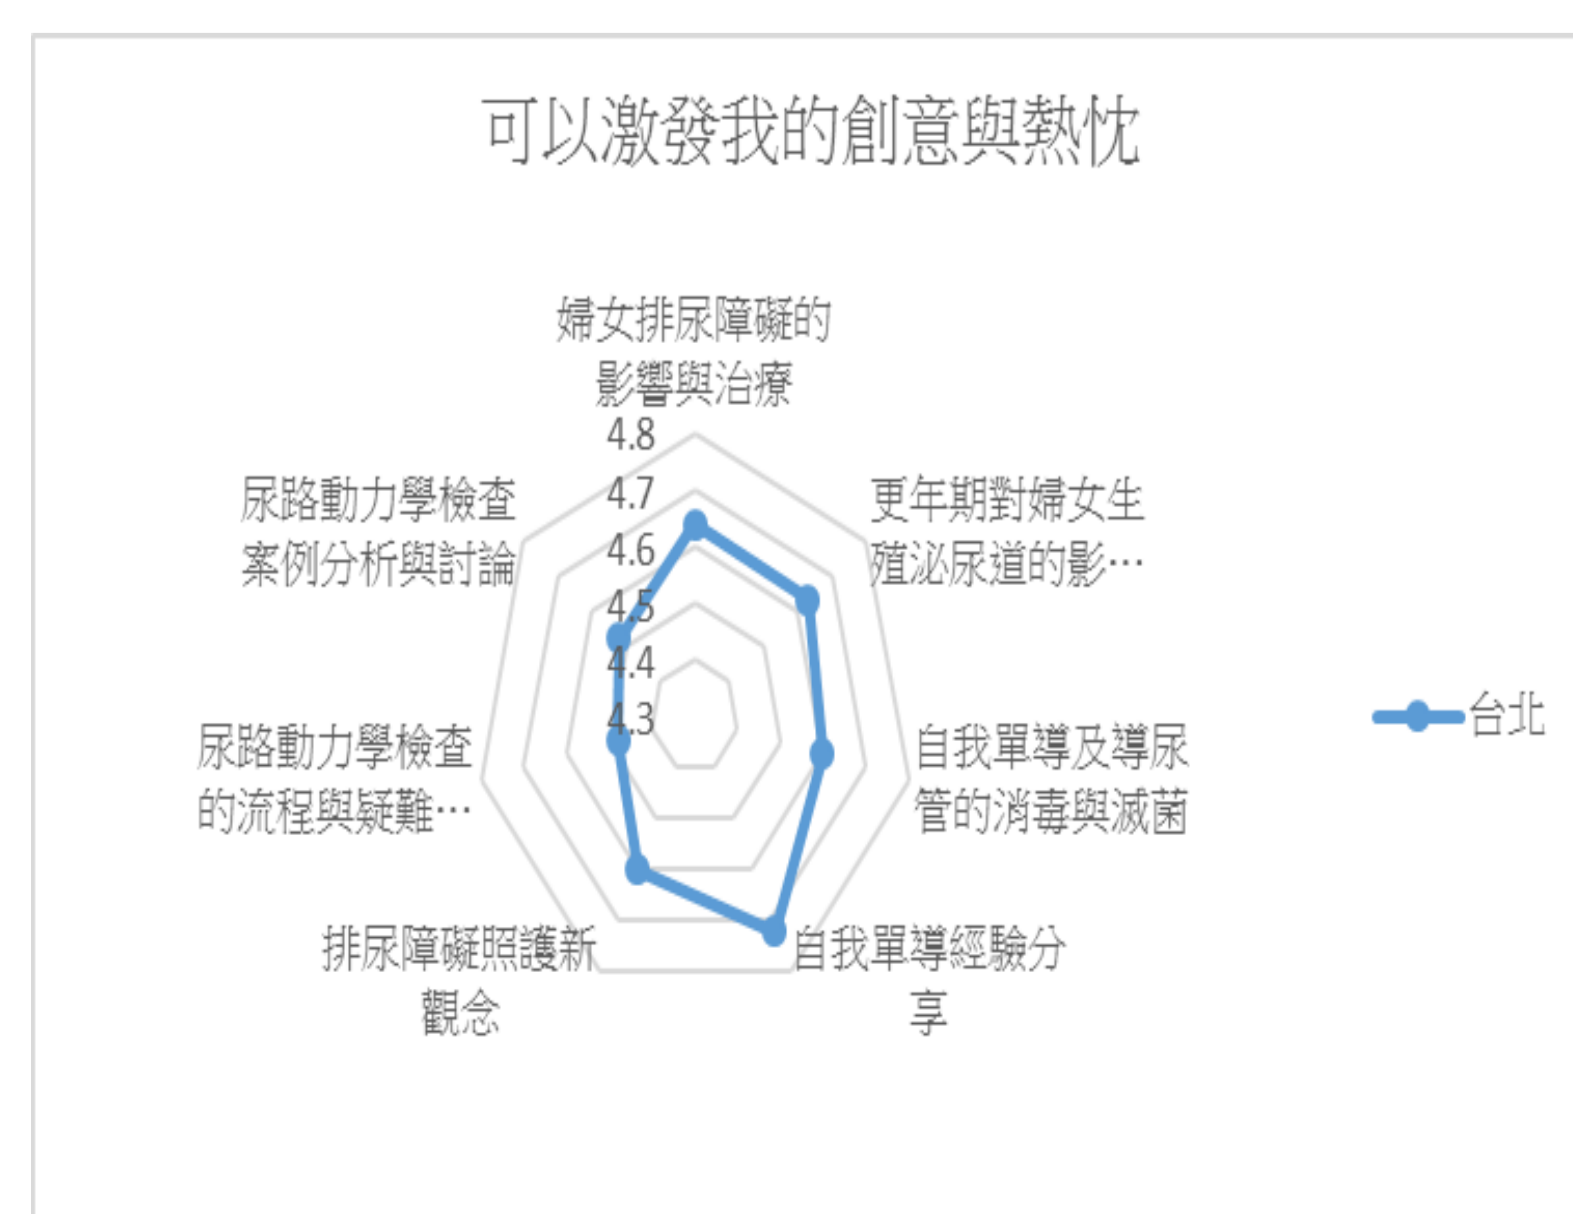 可以激發我的創意與熱忱
婦女排尿障礙的
影響與治療
4.8
4.7
4.6
4.5
4.4
4.3
更年期對婦女生
殖泌尿道的影…
自我單導及導尿
管的消毒與滅菌
自我單導經驗分
享
排尿障礙照護新
觀念
尿路動力學檢查
的流程與疑難…
尿路動力學檢查
案例分析與討論
台北